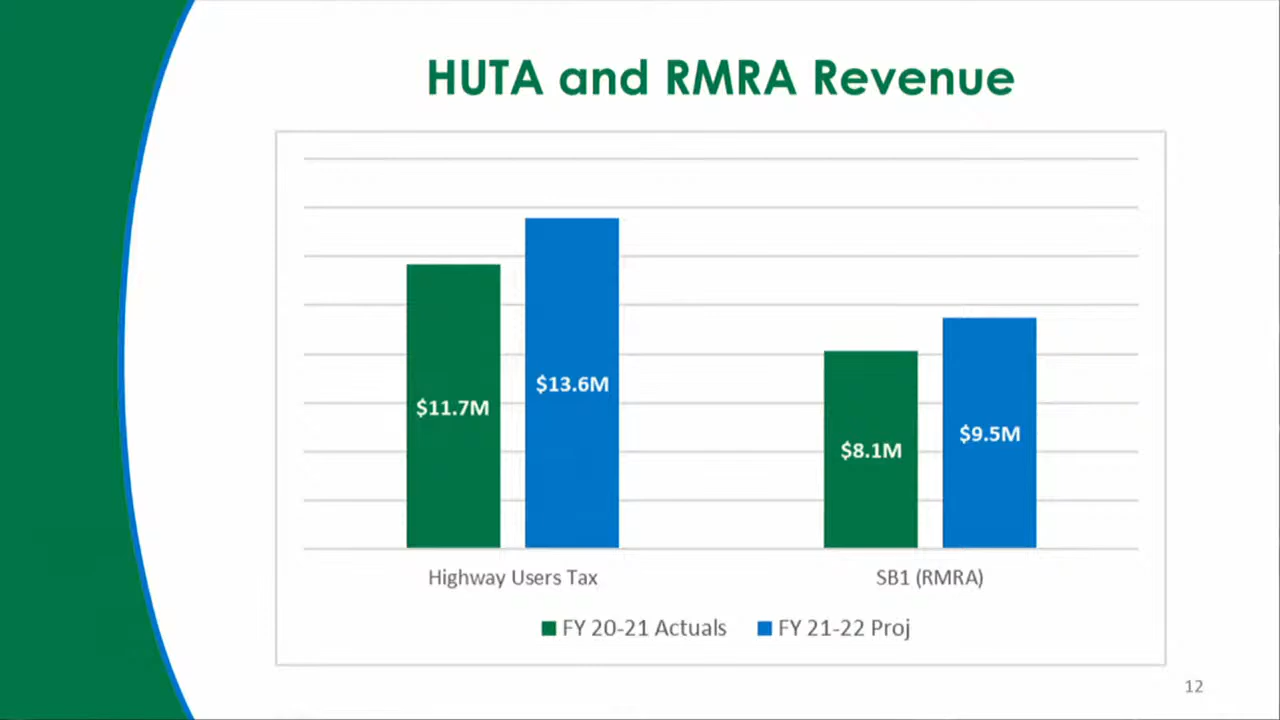 HUTA and RMRA Revenue
$11.7M
$13.6M
$8.1M
$9.5M
Highway Users Tax
SB1 (RMRA)
FY 20-21 Actuals
FY 21-22 Proj
12